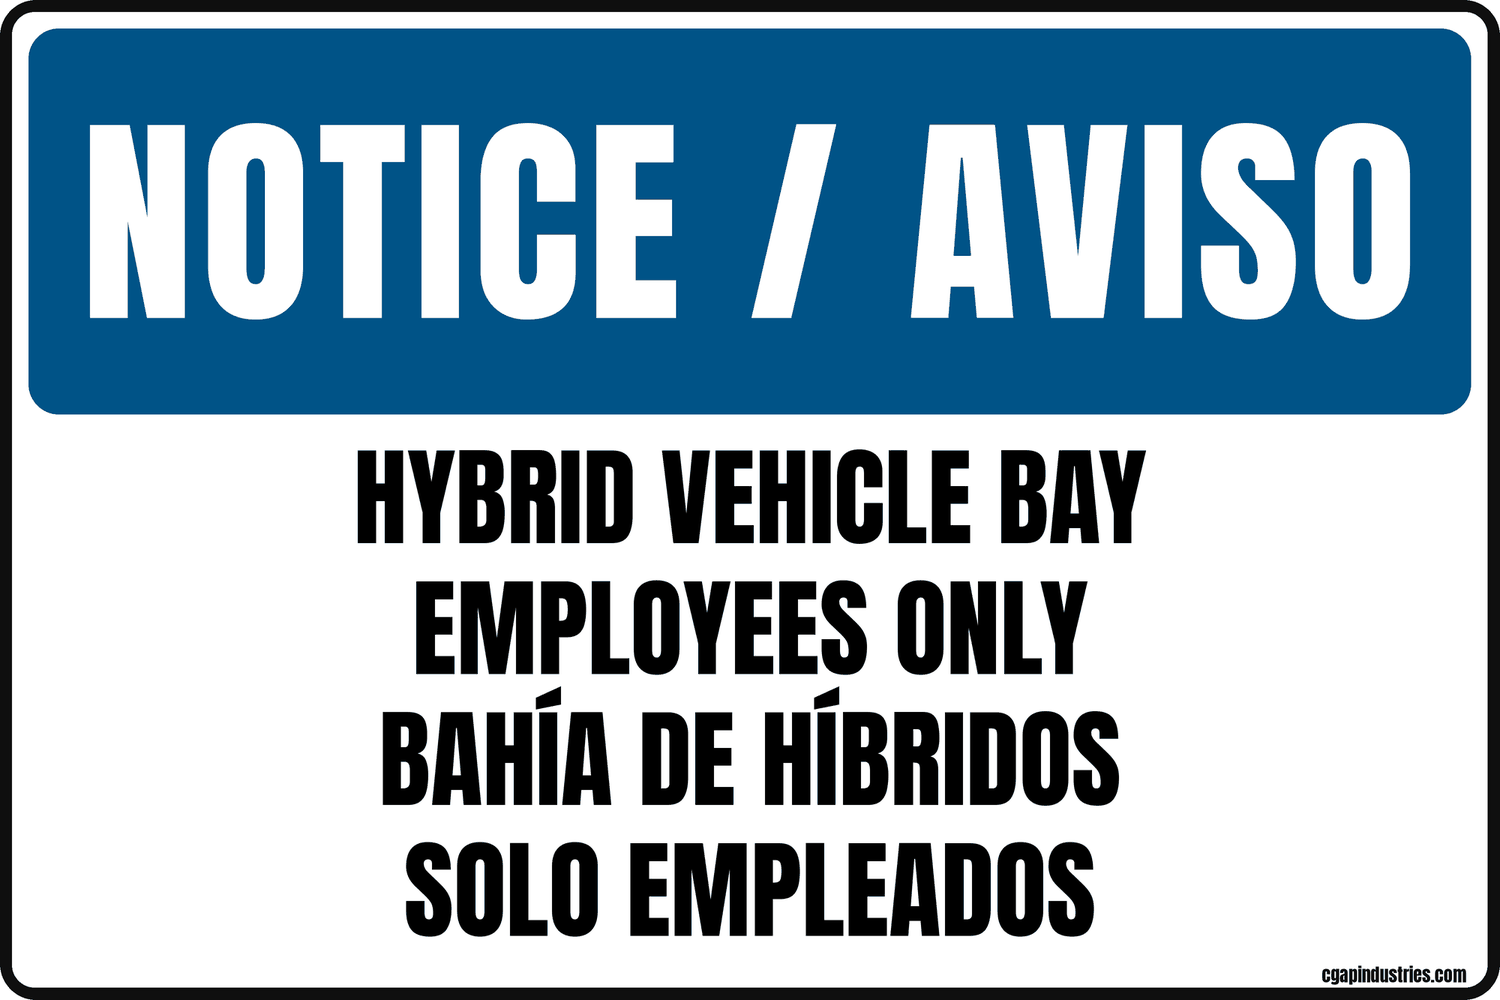 NOTICE / AVISO
HYBRID VEHICLE BAY
EMPLOYEES ONLY
BAHÍA DE HÍBRIDOS
SOLO EMPLEADOS
cgapindustries.com